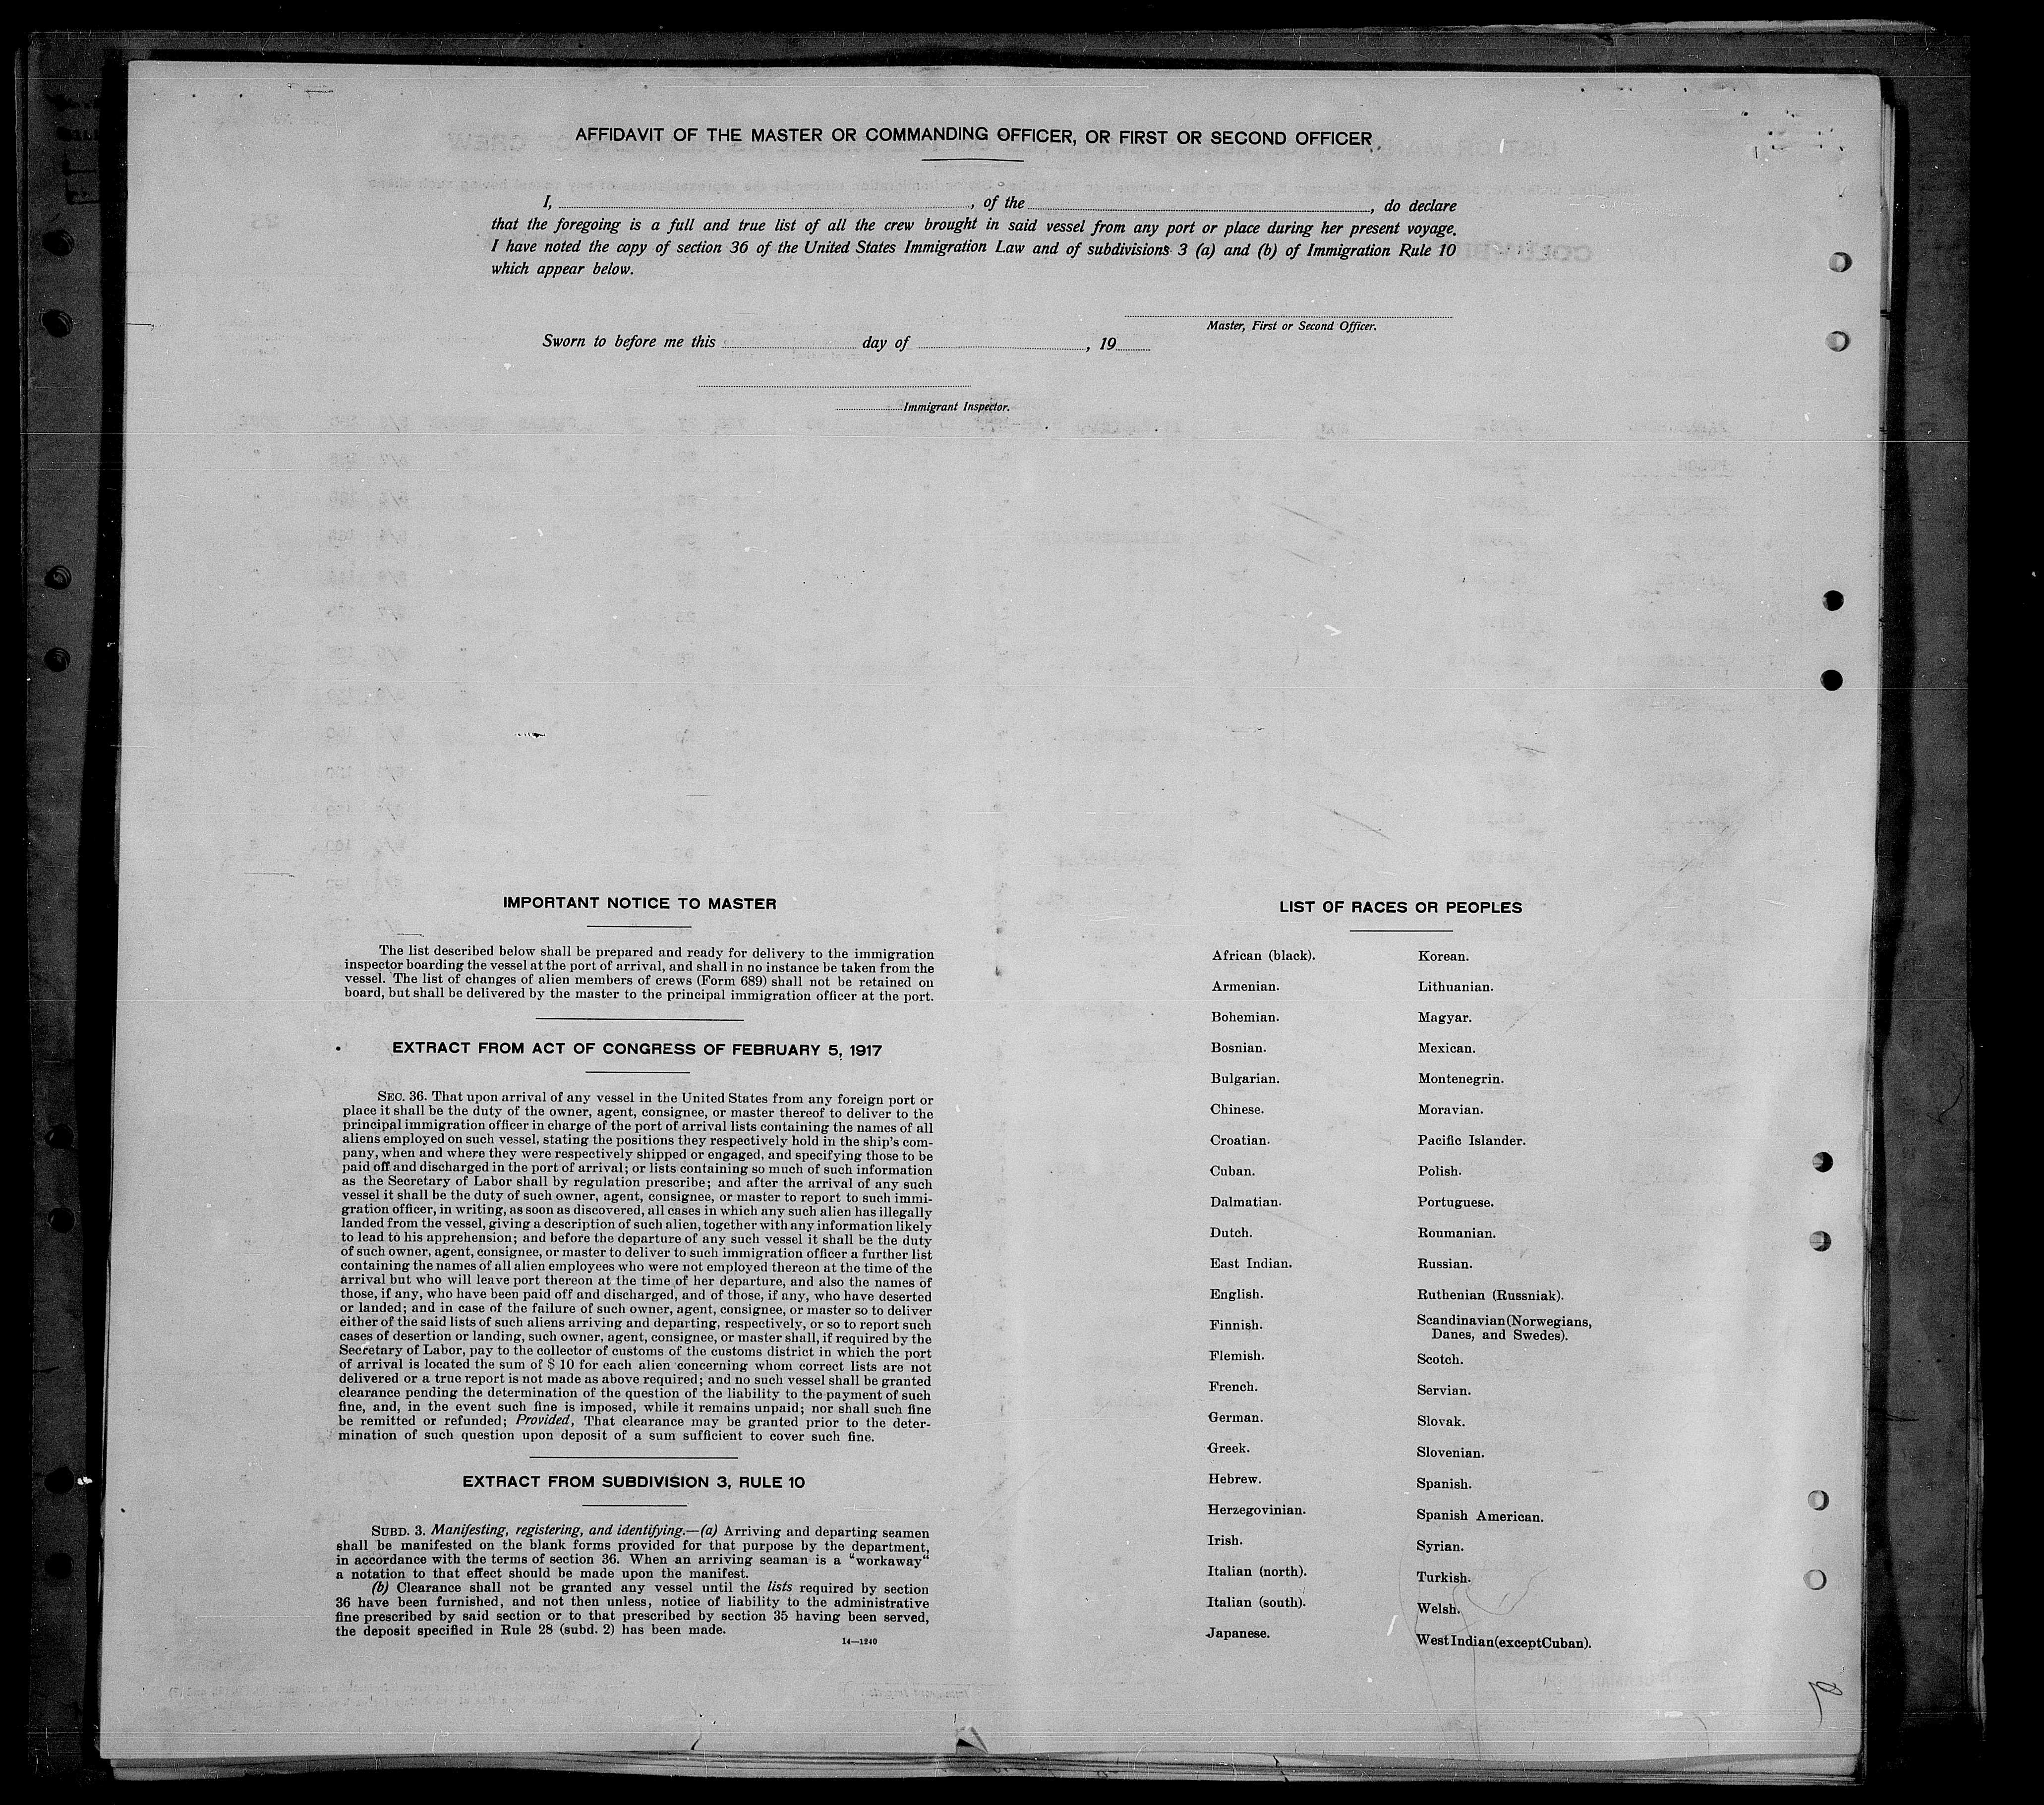 AFFIDAVIT OF THE MASTER OR COMMANDING OFFICER, OR FIRST OR SECOND OFFICER
I, , of the , do declare
that the foregoing is a full and true list of all the crew brought in said vessel from any port or place during her present voyage.
I have noted the copy of section 36 of the United States Immigration Law and of subdivisions 3 (a) and (b) of Immigration Rule 10
which appear below.
Master, First or Second Officer.
Sworn to before me this day of , 19
Immigrant Inspector.
IMPORTANT NOTICE TO MASTER
The list described below shall be prepared and ready for delivery to the immigration
inspector boarding the vessel at the port of arrival, and shall in no instance be taken from the
vessel. The list of changes of alien members of crews (Form 689) shall not be retained on
board, but shall be delivered by the master to the principal immigration officer at the port.
EXTRACT FROM ACT OF CONGRESS OF FEBRUARY 5, 1917
SEC. 36. That upon arrival of any vessel in the United States from any foreign port or
place it shall be the duty of the owner, agent, consignee, or master thereof to deliver to the
principal immigration officer in charge of the port of arrival lists containing the names of all
aliens employed on such vessel, stating the positions they respectively hold in the ship's com-
pany, when and where they were respectively shipped or engaged, and specifying those to be
paid off and discharged in the port of arrival; or lists containing so much of such information
as the Secretary of Labor shall by regulation prescribe; and after the arrival of any such
vessel it shall be the duty of such owner, agent, consignee, or master to report to such immi-
gration officer, in writing, as soon as discovered, all cases in which any such alien has illegally
landed from the vessel, giving a description of such alien, together with any information likely
to lead to his apprehension; and before the departure of any such vessel it shall be the duty
of such owner, agent, consignee, or master to deliver to such immigration officer a further list
containing the names of all alien employees who were not employed thereon at the time of the
arrival but who will leave port thereon at the time of her departure, and also the names of
those, if any, who have been paid off and discharged, and of those, if any, who have deserted
or landed; and in case of the failure of such owner, agent, consignee, or master so to deliver
either of the said lists of such aliens arriving and departing, respectively, or so to report such
cases of desertion or landing, such owner, agent, consignee, or master shall, if required by the
Secretary of Labor, pay to the collector of customs of the customs district in which the port
of arrival is located the sum of $ 10 for each alien concerning whom correct lists are not
delivered or a true report is not made as above required; and no such vessel shall be granted
clearance pending the determination of the question of the liability to the payment of such
fine, and, in the event such fine is imposed, while it remains unpaid; nor shall such fine
be remitted or refunded; Provided, That clearance may be granted prior to the deter-
mination of such question upon deposit of a sum sufficient to cover such fine.
EXTRACT FROM SUBDIVISION 3, RULE 10
SUBD. 3. Manifesting, registering, and identifying.—(a) Arriving and departing seamen
shall be manifested on the blank forms provided for that purpose by the department,
in accordance with the terms of section 36. When an arriving seaman is a "workaway"
a notation to that effect should be made upon the manifest.
(b) Clearance shall not be granted any vessel until the lists required by section
36 have been furnished, and not then unless, notice of liability to the administrative
fine prescribed by said section or to that prescribed by section 35 having been served,
the deposit specified in Rule 28 (subd. 2) has been made.
14—1240
LIST OF RACES OR PEOPLES
African (black).
Armenian.
Bohemian.
Bosnian.
Bulgarian.
Chinese.
Croatian.
Cuban.
Dalmatian.
Dutch.
East Indian.
English.
Finnish.
Flemish.
French.
German.
Greek.
Hebrew.
Herzegovinian.
Irish.
Italian (north).
Italian (south).
Japanese.
Korean.
Lithuanian.
Magyar.
Mexican.
Montenegrin.
Moravian.
Pacific Islander.
Polish.
Portuguese.
Roumanian.
Russian.
Ruthenian (Russniak).
Scandinavian (Norwegians,
Danes, and Swedes).
Scotch.
Servian.
Slovak.
Slovenian.
Spanish.
Spanish American.
Syrian.
Turkish.
Welsh.
West Indian (except Cuban).